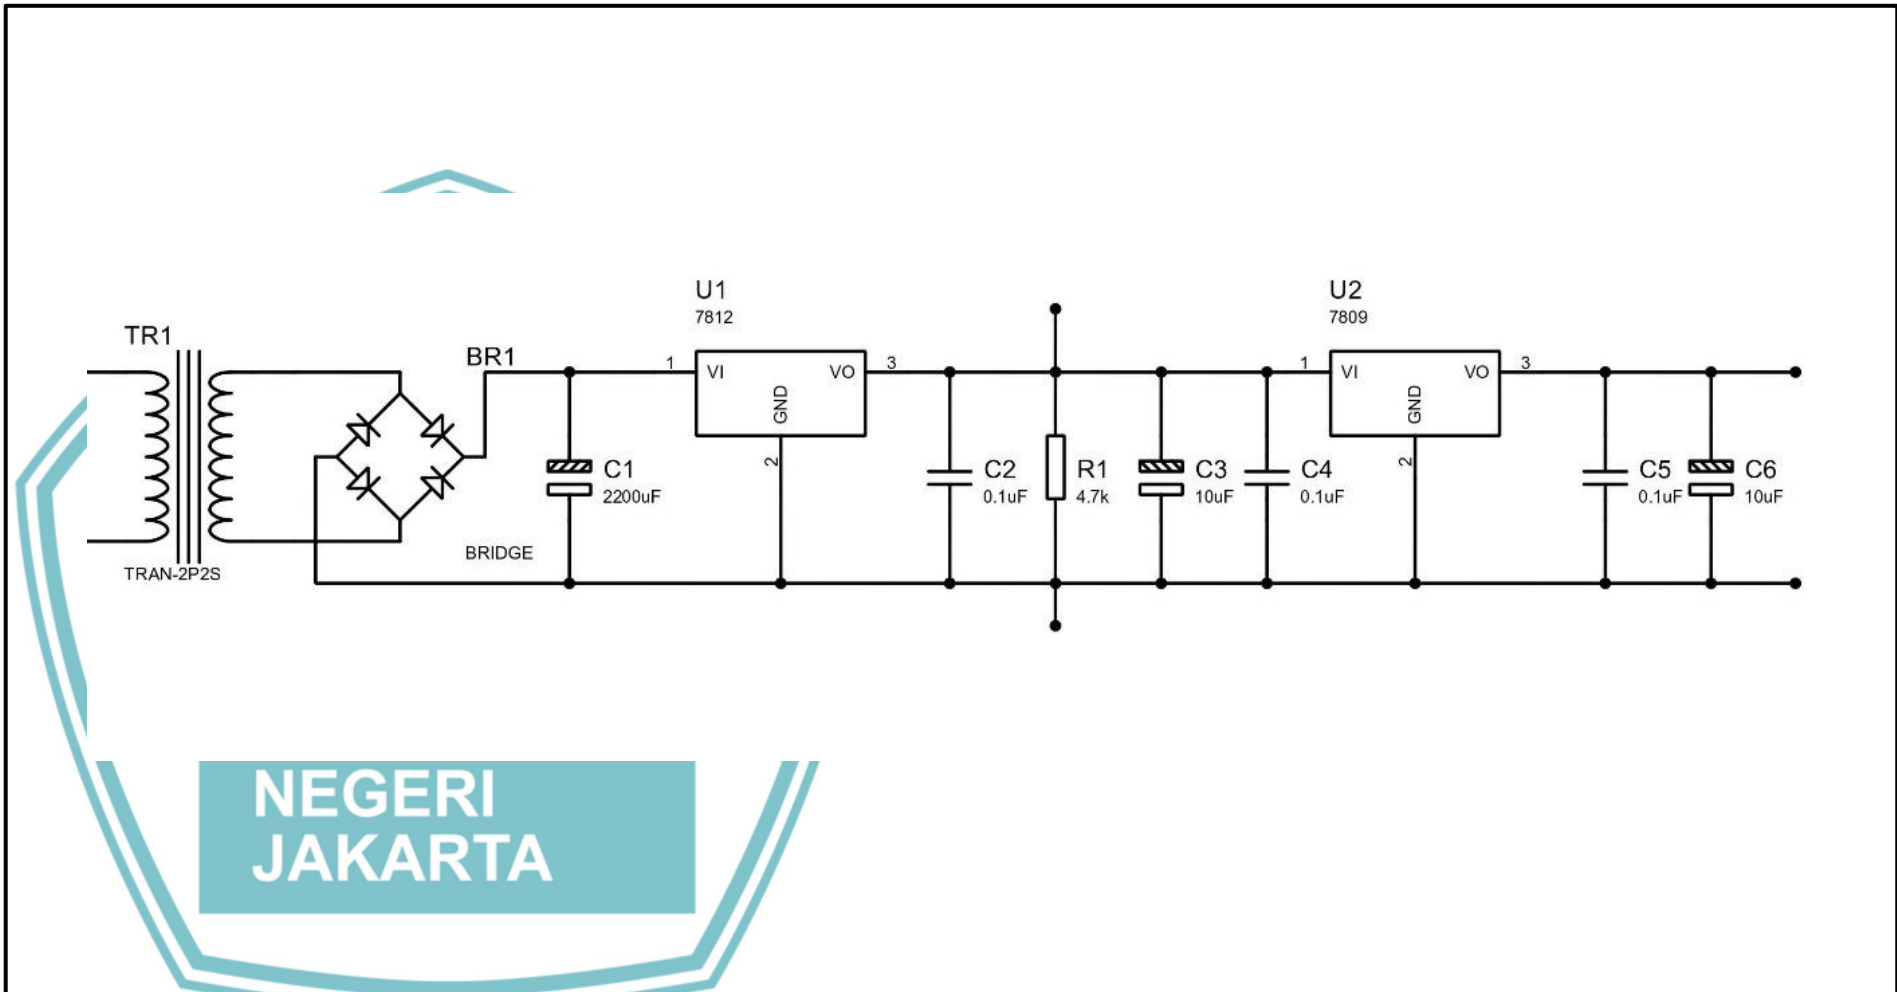 TR1
TRAN-2P2S
BR1
BRIDGE
C1
2200uF
U1
7812
1
VI
VO
3
GND
2
C2
0.1uF
R1
4.7k
C3
10uF
C4
0.1uF
U2
7809
1
VI
VO
3
GND
2
C5
0.1uF
C6
10uF
NEGERI
JAKARTA